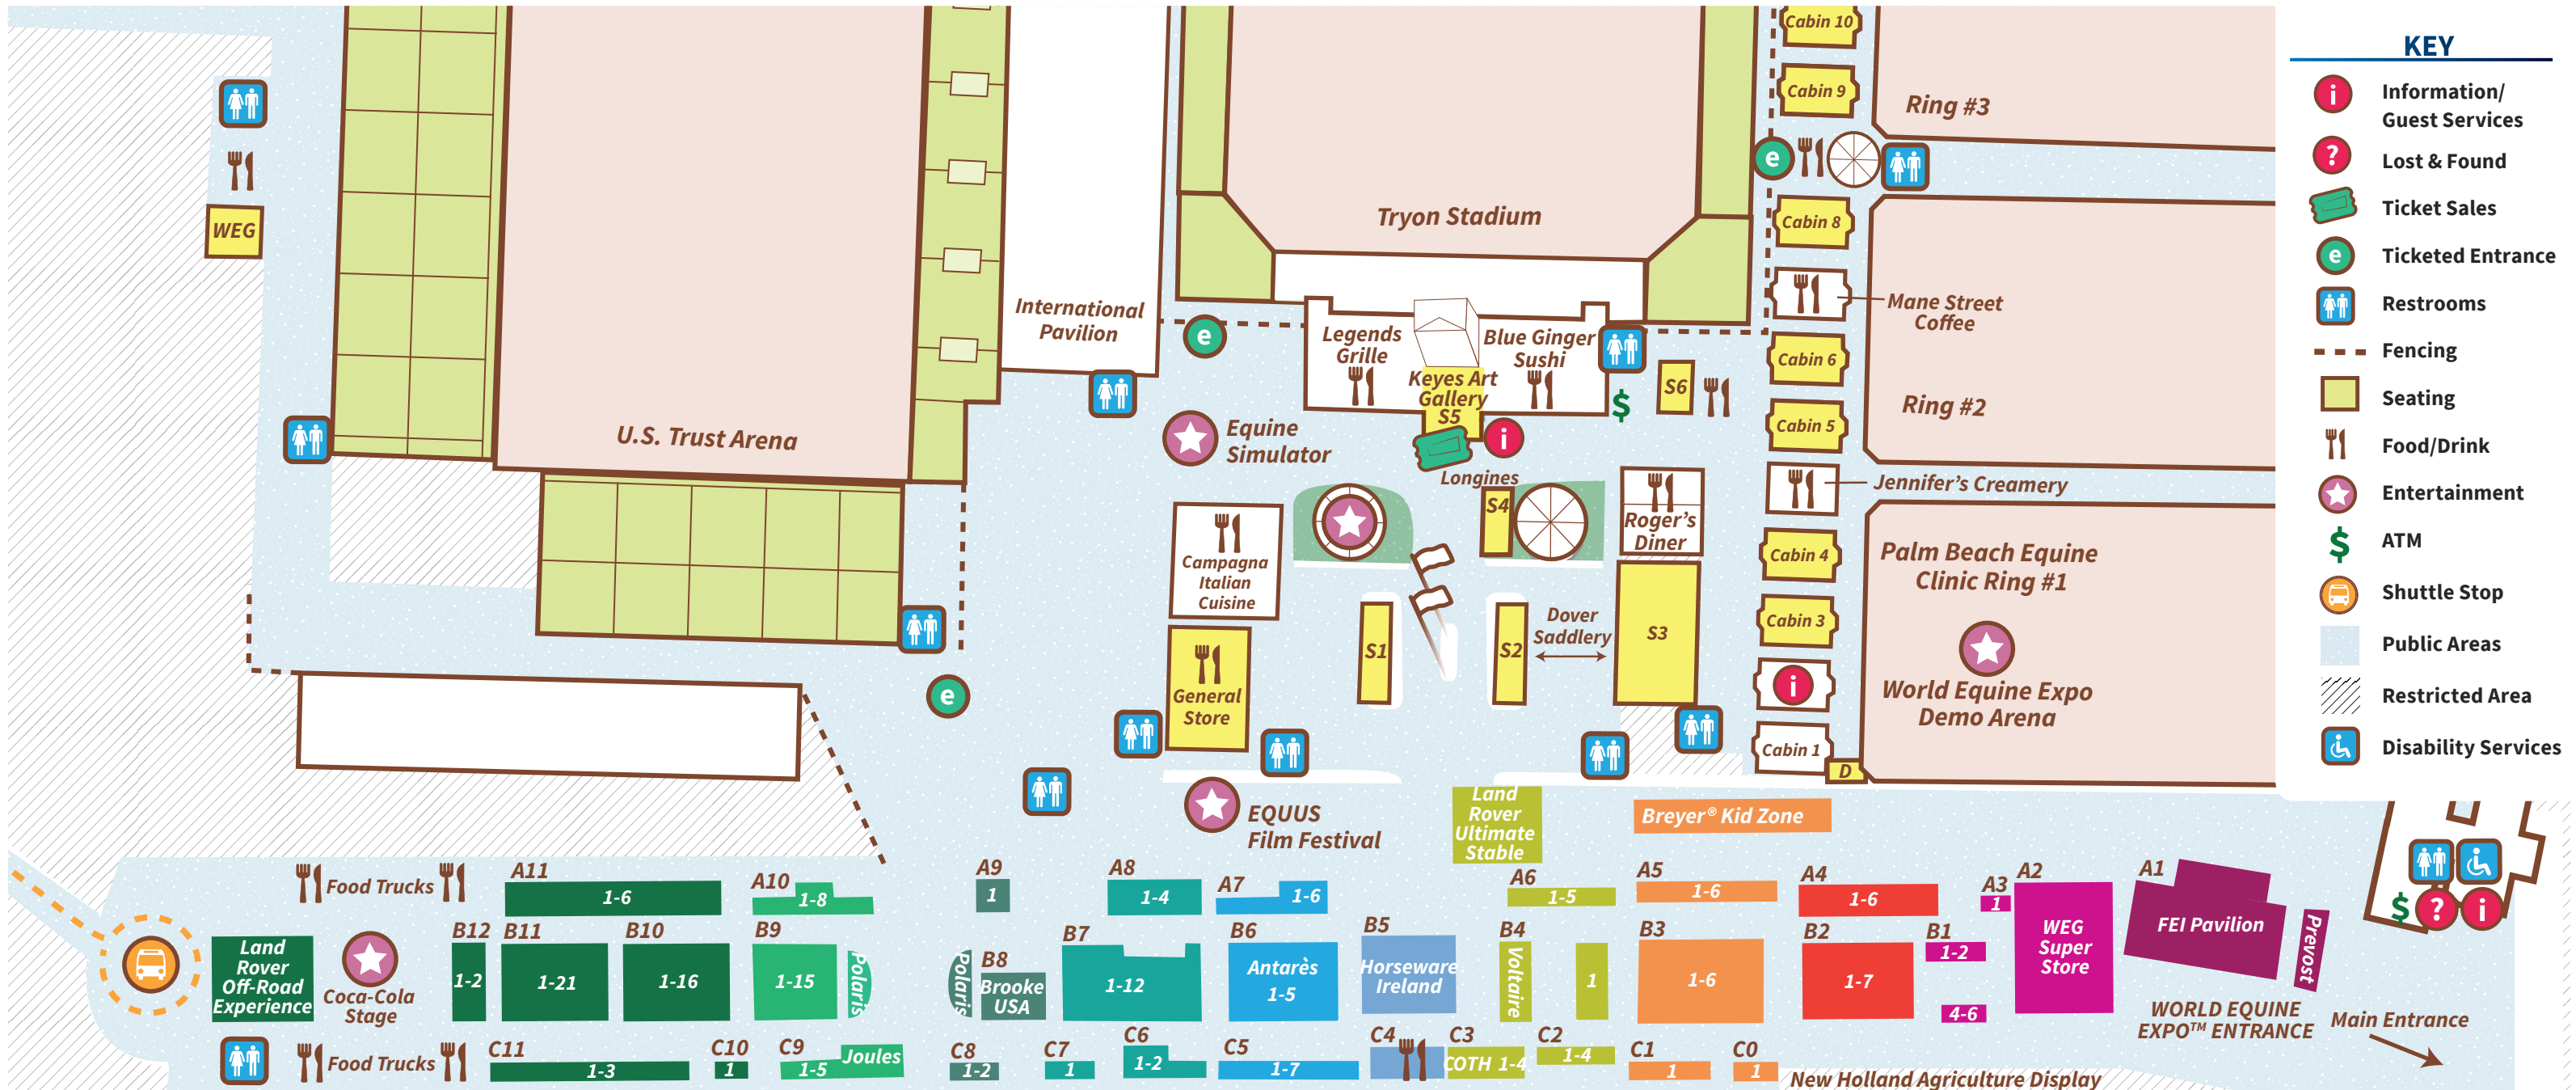 Cabin 10
Cabin 9
Ring #3
WEG
Tryon Stadium
e
Cabin 8
International
Pavilion
e
Legends
Grille
Blue Ginger
Sushi
Keyes Art
Gallery
S5
$
S6
Mane Street
Coffee
Cabin 6
Cabin 5
Ring #2
U.S. Trust Arena
Equine
Simulator
i
Longines
S4
Roger's
Diner
Jennifer's Creamery
Campagna
Italian
Cuisine
Cabin 4
Palm Beach Equine
Clinic Ring #1
Cabin 3
General
Store
S1
S2
Dover
Saddlery
S3
i
World Equine Expo
Demo Arena
Cabin 1
D
e
EQUUS
Film Festival
Land
Rover
Ultimate
Stable
Breyer® Kid Zone
KEY
i
Information/
Guest Services
?
Lost & Found
Ticket Sales
e
Ticketed Entrance
Restrooms
Fencing
Seating
Food/Drink
Entertainment
$
ATM
Shuttle Stop
Public Areas
Restricted Area
Disability Services
$
?
i
Food Trucks
A11
1-6
A10
1-8
A9
1
A8
1-4
A7
1-6
A6
1-5
A5
1-6
A4
1-6
A3
1
A2
WEG
Super
Store
A1
FEI Pavilion
Prevost
Land
Rover
Off-Road
Experience
Coca-Cola
Stage
B12
1-2
B11
1-21
B10
1-16
B9
1-15
Polaris
Polaris
B8
Brooke
USA
B7
1-12
B6
Antarès
1-5
B5
Horseware
Ireland
B4
Voltaire
1
B3
1-6
B2
1-7
B1
1-2
4-6
WORLD EQUINE
EXPO™ ENTRANCE
Main Entrance
Food Trucks
C11
1-3
C10
1
C9
1-5
Joules
C8
1-2
C7
1
C6
1-2
C5
1-7
C4
C3
COTH 1-4
C2
1-4
C1
1
C0
1
New Holland Agriculture Display